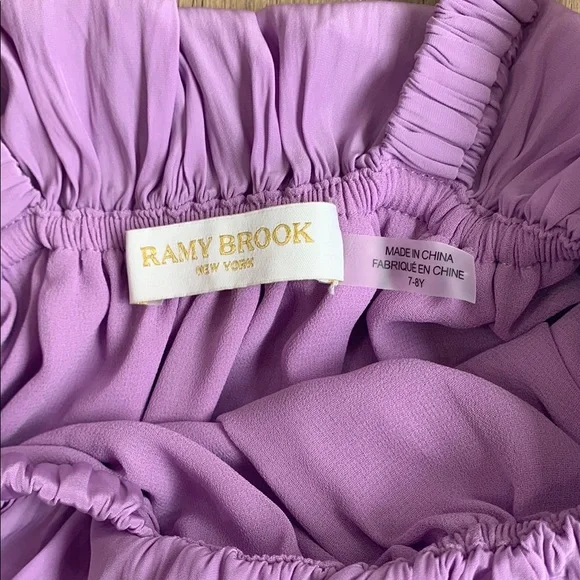 RAMY BROOK
NEW YORK
MADE IN CHINA
FABRIQUÉ EN CHINE
7-8Y